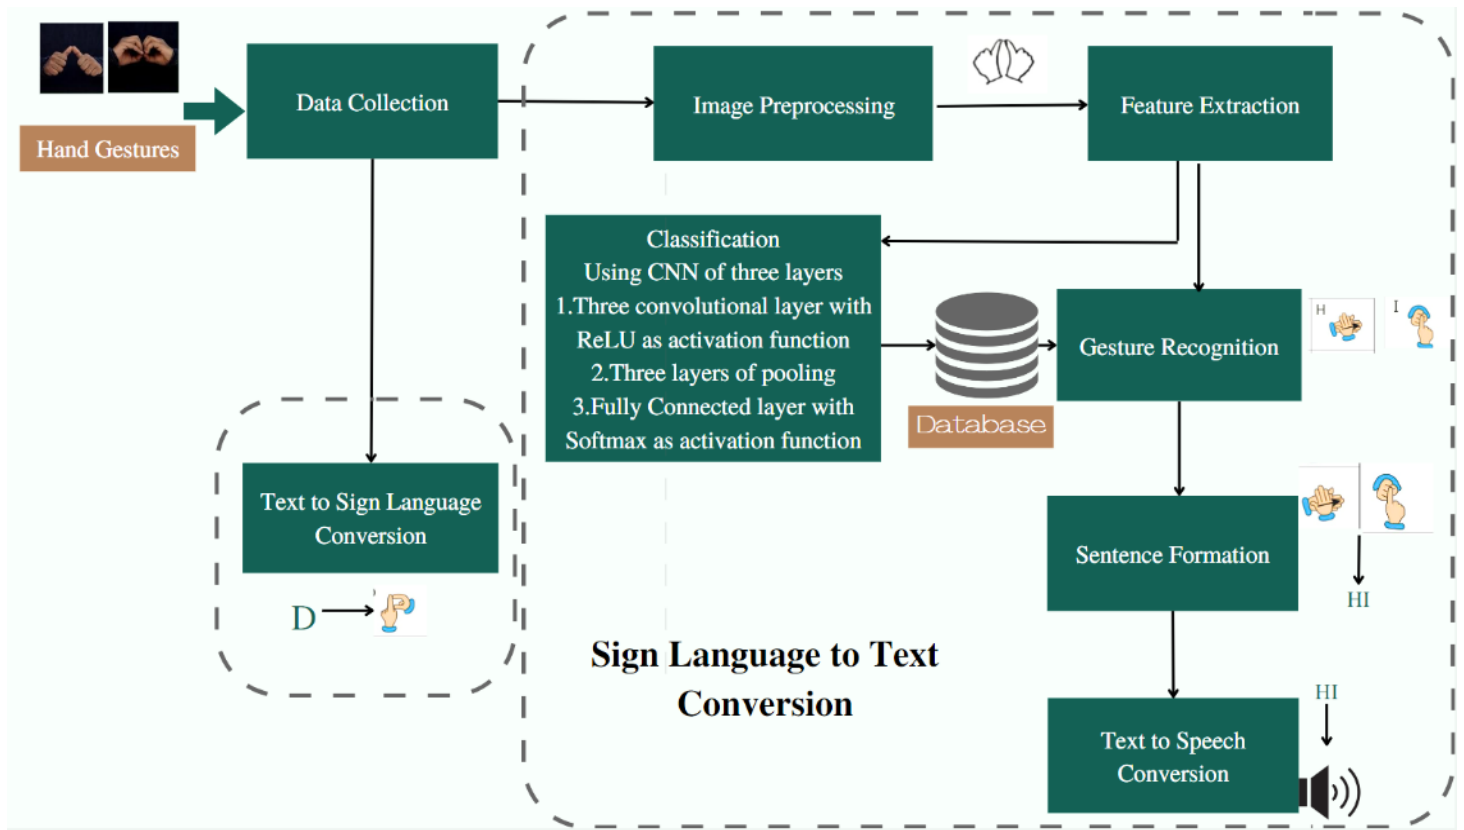 Hand Gestures
Data Collection
Image Preprocessing
Feature Extraction
Classification
Using CNN of three layers
1.Three convolutional layer with
ReLU as activation function
2.Three layers of pooling
3.Fully Connected layer with
Softmax as activation function
Database
Gesture Recognition
H
I
Text to Sign Language
Conversion
D
Sentence Formation
HI
Sign Language to Text
Conversion
Text to Speech
Conversion
HI